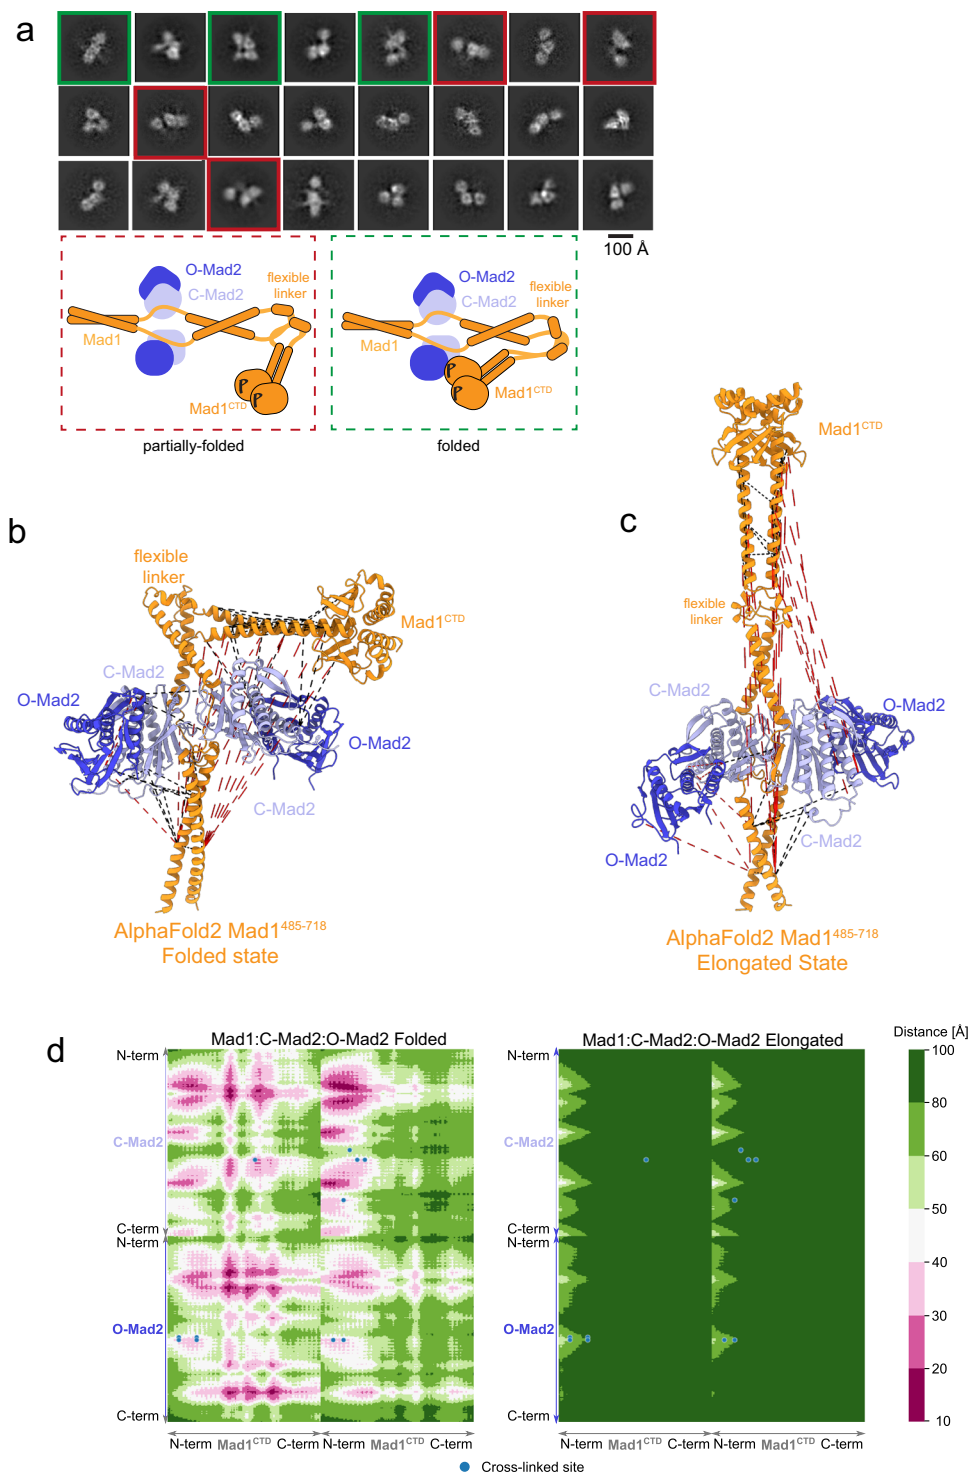 a
100 Å
O-Mad2
C-Mad2
flexible
linker
Mad1
P
P
Mad1CTD
partially-folded
O-Mad2
C-Mad2
flexible
linker
Mad1
P
P
Mad1CTD
folded
b
flexible
linker
Mad1CTD
C-Mad2
O-Mad2
O-Mad2
C-Mad2
AlphaFold2 Mad1485-718
Folded state
c
Mad1CTD
flexible
linker
C-Mad2
O-Mad2
C-Mad2
O-Mad2
AlphaFold2 Mad1485-718
Elongated State
d
Mad1:C-Mad2:O-Mad2 Folded
N-term
C-Mad2
C-term
N-term
O-Mad2
C-term
N-term Mad1CTD C-term N-term Mad1CTD C-term
Mad1:C-Mad2:O-Mad2 Elongated
N-term
C-Mad2
C-term
N-term
O-Mad2
C-term
N-term Mad1CTD C-term N-term Mad1CTD C-term
Distance [Å]
100
80
60
50
40
30
20
10
Cross-linked site